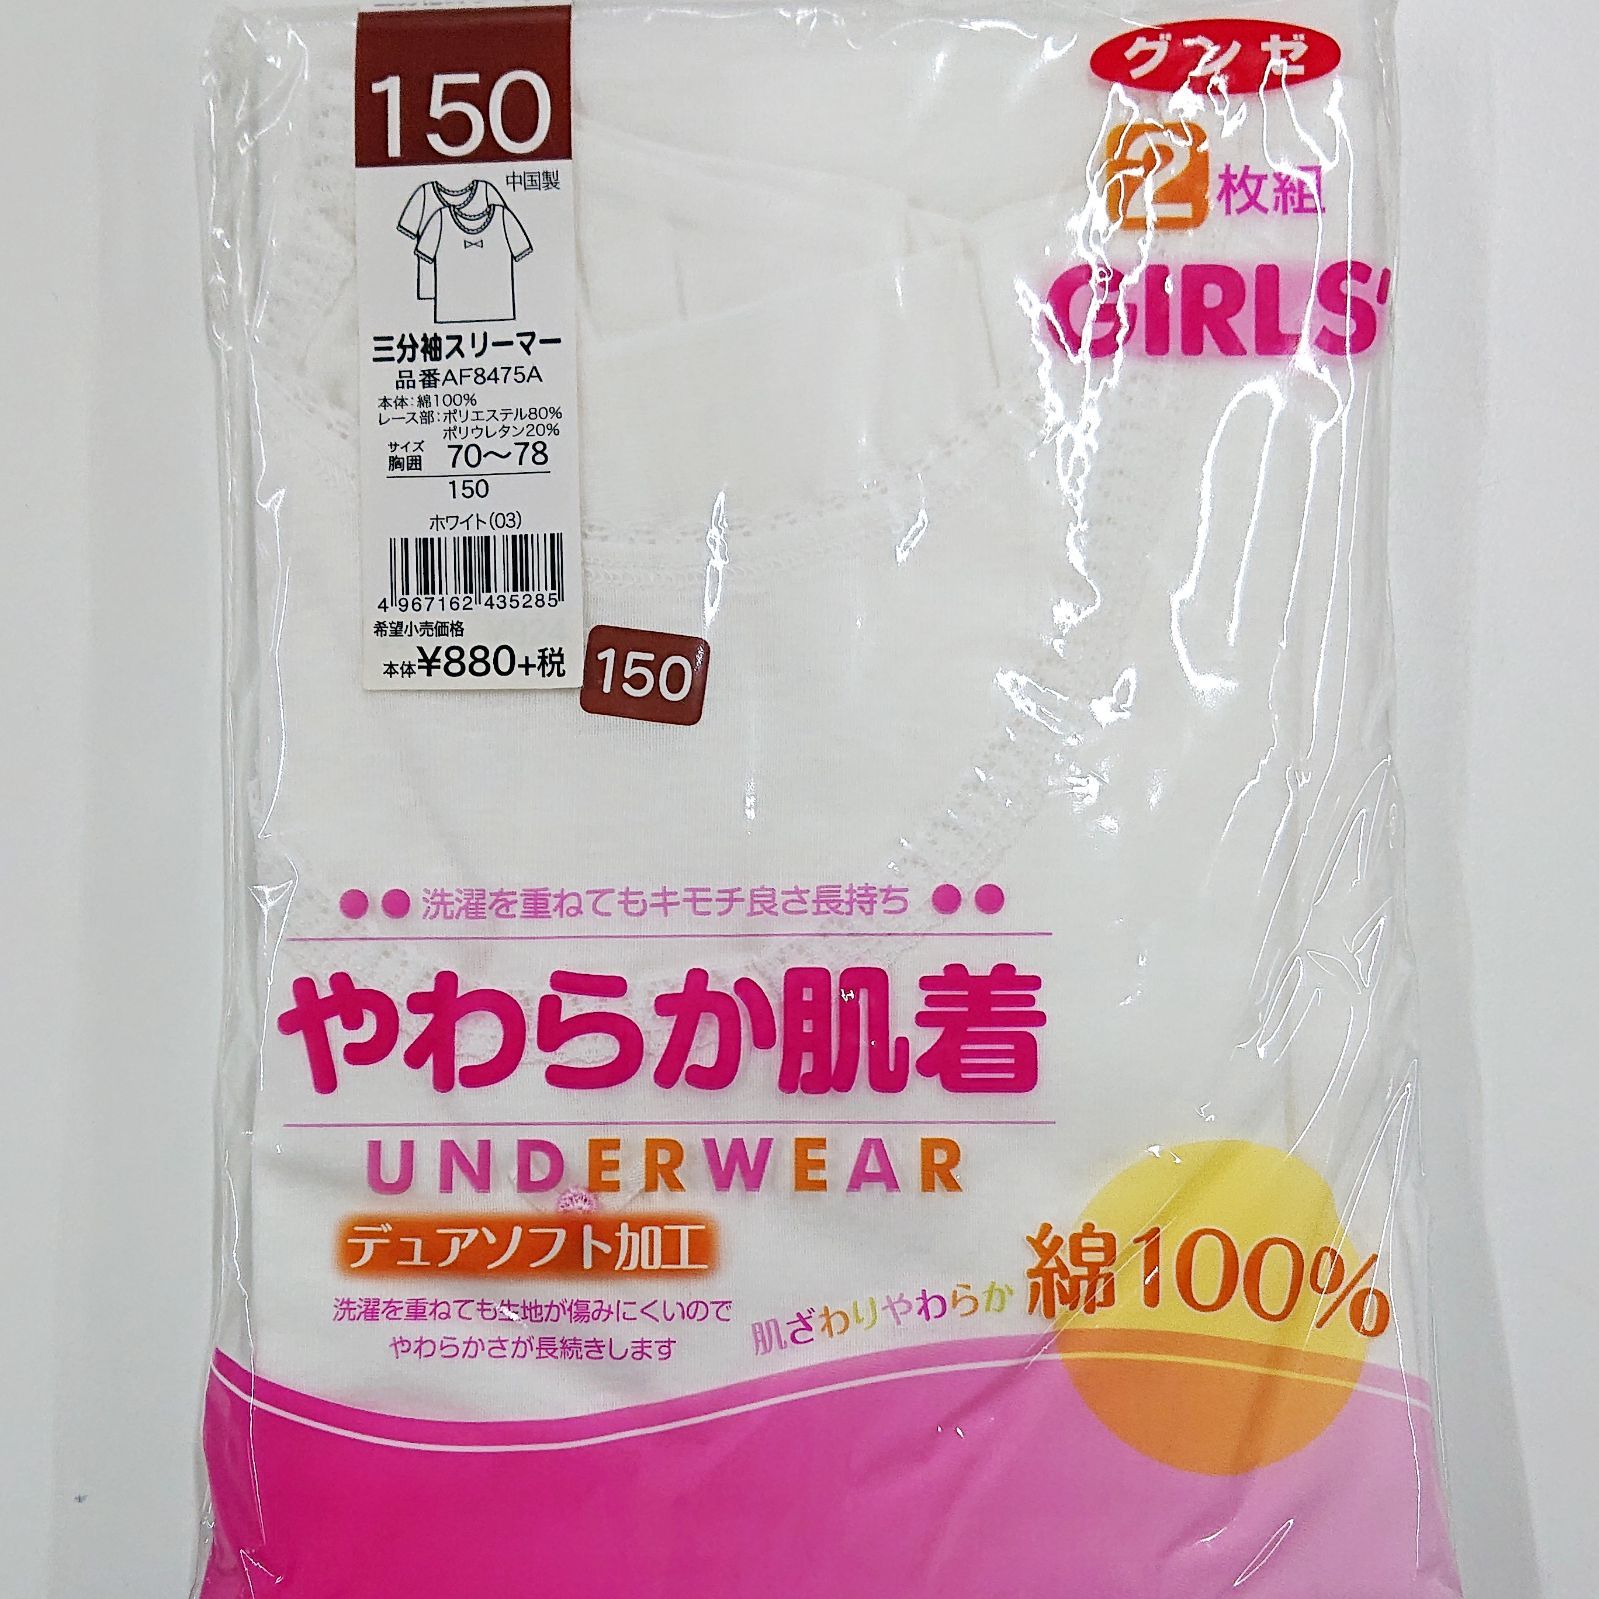 150
中国製
三分袖スリーマー
品番AF8475A
本体:綿100%
レース部:ポリエステル80%
ポリウレタン20%
サイズ
胸囲 70〜78
150
ホワイト(03)
4 967162 435285
希望小売価格
本体¥880+税
150
グンゼ
2枚組
GIRLS'
洗濯を重ねてもキモチ良さ長持ち
やわらか肌着
UNDERWEAR
デュアソフト加工
洗濯を重ねても生地が傷みにくいので
やわらかさが長続きします
肌ざわりやわらか 綿100%